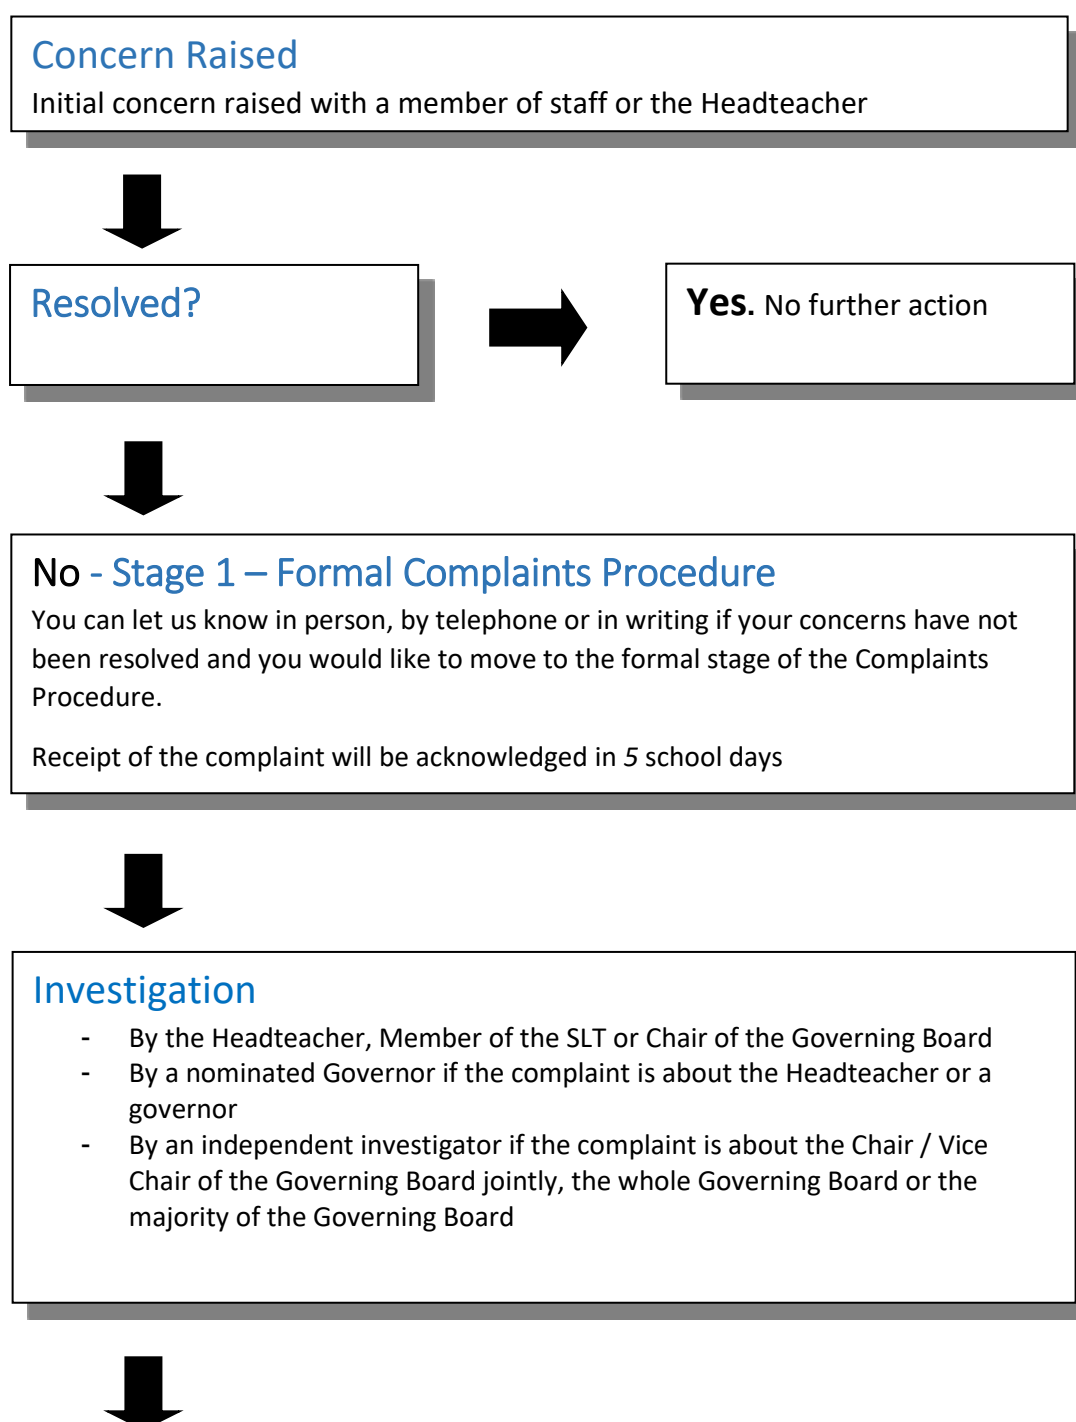 Concern Raised
Initial concern raised with a member of staff or the Headteacher
Resolved?
Yes. No further action
No - Stage 1 – Formal Complaints Procedure
You can let us know in person, by telephone or in writing if your concerns have not
been resolved and you would like to move to the formal stage of the Complaints
Procedure.
Receipt of the complaint will be acknowledged in 5 school days
Investigation
- By the Headteacher, Member of the SLT or Chair of the Governing Board
- By a nominated Governor if the complaint is about the Headteacher or a
governor
- By an independent investigator if the complaint is about the Chair / Vice
Chair of the Governing Board jointly, the whole Governing Board or the
majority of the Governing Board